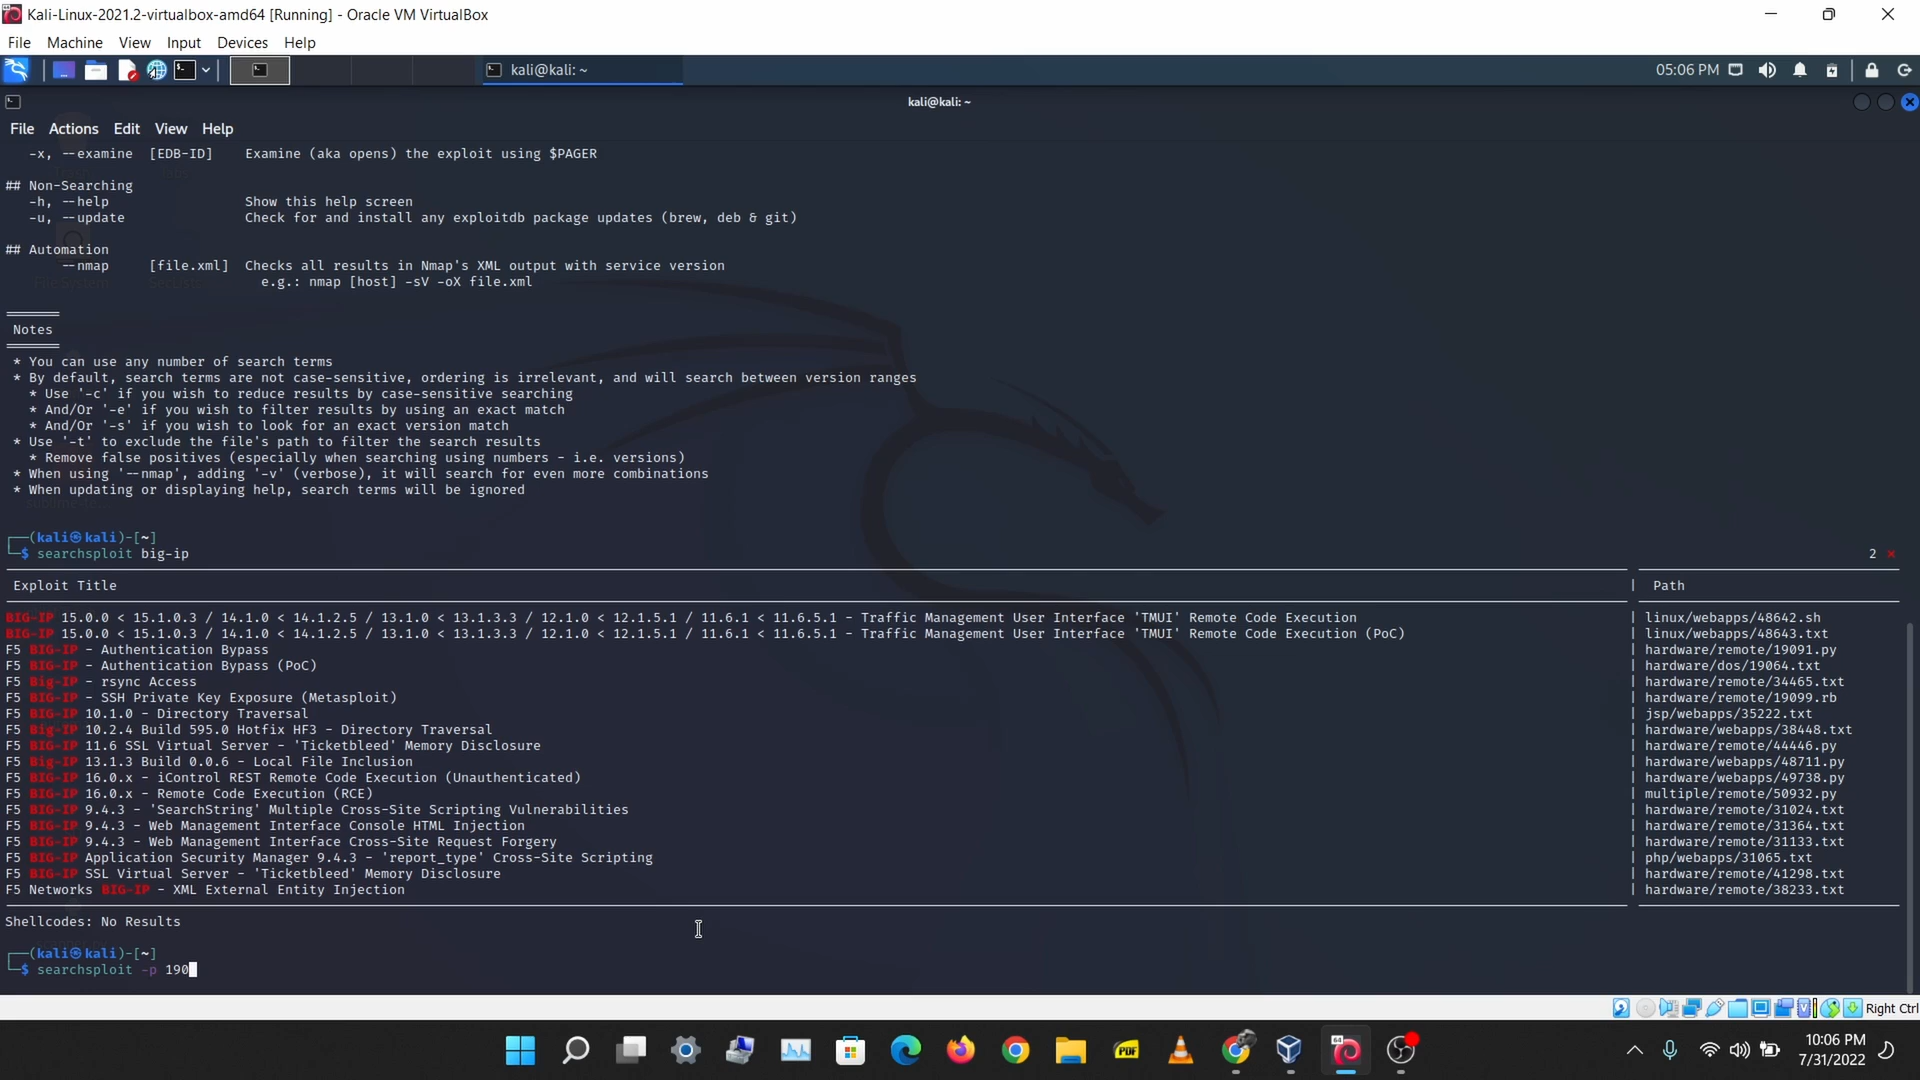 Kali-Linux-2021.2-virtualbox-amd64 [Running] - Oracle VM VirtualBox
File Machine View Input Devices Help
kali@kali: ~
05:06 PM
kali@kali: ~
File Actions Edit View Help
-x, --examine [EDB-ID] Examine (aka opens) the exploit using $PAGER
## Non-Searching
-h, --help Show this help screen
-u, --update Check for and install any exploitdb package updates (brew, deb & git)
## Automation
--nmap [file.xml] Checks all results in Nmap's XML output with service version
e.g.: nmap [host] -sV -oX file.xml
Notes
* You can use any number of search terms
* By default, search terms are not case-sensitive, ordering is irrelevant, and will search between version ranges
* Use '-c' if you wish to reduce results by case-sensitive searching
* And/Or '-e' if you wish to filter results by using an exact match
* And/Or '-s' if you wish to look for an exact version match
* Use '-t' to exclude the file's path to filter the search results
* Remove false positives (especially when searching using numbers - i.e. versions)
* When using '--nmap', adding '-v' (verbose), it will search for even more combinations
* When updating or displaying help, search terms will be ignored
┌──(kali㉿kali)-[~]
└─$ searchsploit big-ip 2 ⨯
Exploit Title | Path
BIG-IP 15.0.0 < 15.1.0.3 / 14.1.0 < 14.1.2.5 / 13.1.0 < 13.1.3.3 / 12.1.0 < 12.1.5.1 / 11.6.1 < 11.6.5.1 - Traffic Management User Interface 'TMUI' Remote Code Execution | linux/webapps/48642.sh
BIG-IP 15.0.0 < 15.1.0.3 / 14.1.0 < 14.1.2.5 / 13.1.0 < 13.1.3.3 / 12.1.0 < 12.1.5.1 / 11.6.1 < 11.6.5.1 - Traffic Management User Interface 'TMUI' Remote Code Execution (PoC) | linux/webapps/48643.txt
F5 BIG-IP - Authentication Bypass | hardware/remote/19091.py
F5 BIG-IP - Authentication Bypass (PoC) | hardware/dos/19064.txt
F5 Big-IP - rsync Access | hardware/remote/34465.txt
F5 BIG-IP - SSH Private Key Exposure (Metasploit) | hardware/remote/19099.rb
F5 BIG-IP 10.1.0 - Directory Traversal | jsp/webapps/35222.txt
F5 Big-IP 10.2.4 Build 595.0 Hotfix HF3 - Directory Traversal | hardware/webapps/38448.txt
F5 BIG-IP 11.6 SSL Virtual Server - 'Ticketbleed' Memory Disclosure | hardware/remote/44446.py
F5 Big-IP 13.1.3 Build 0.0.6 - Local File Inclusion | hardware/webapps/48711.py
F5 BIG-IP 16.0.x - iControl REST Remote Code Execution (Unauthenticated) | hardware/webapps/49738.py
F5 BIG-IP 16.0.x - Remote Code Execution (RCE) | multiple/remote/50932.py
F5 BIG-IP 9.4.3 - 'SearchString' Multiple Cross-Site Scripting Vulnerabilities | hardware/remote/31024.txt
F5 BIG-IP 9.4.3 - Web Management Interface Console HTML Injection | hardware/remote/31364.txt
F5 BIG-IP 9.4.3 - Web Management Interface Cross-Site Request Forgery | hardware/remote/31133.txt
F5 BIG-IP Application Security Manager 9.4.3 - 'report_type' Cross-Site Scripting | php/webapps/31065.txt
F5 BIG-IP SSL Virtual Server - 'Ticketbleed' Memory Disclosure | hardware/remote/41298.txt
F5 Networks BIG-IP - XML External Entity Injection | hardware/remote/38233.txt
Shellcodes: No Results
┌──(kali㉿kali)-[~]
└─$ searchsploit -p 190
Right Ctrl
PDF
10:06 PM
7/31/2022